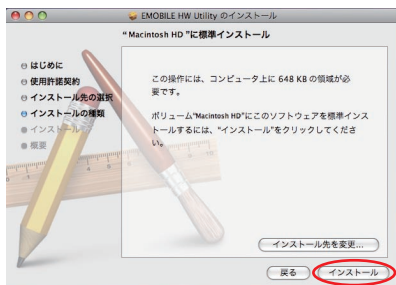 EMOBILE HW Utility のインストール
"Macintosh HD"に標準インストール
はじめに
使用許諾契約
インストール先の選択
インストールの種類
インストール
概要
この操作には、コンピュータ上に 648 KB の領域が必
要です。
ボリューム"Macintosh HD"にこのソフトウェアを標準インス
トールするには、"インストール"をクリックしてくださ
い。
インストール先を変更...
戻る
インストール